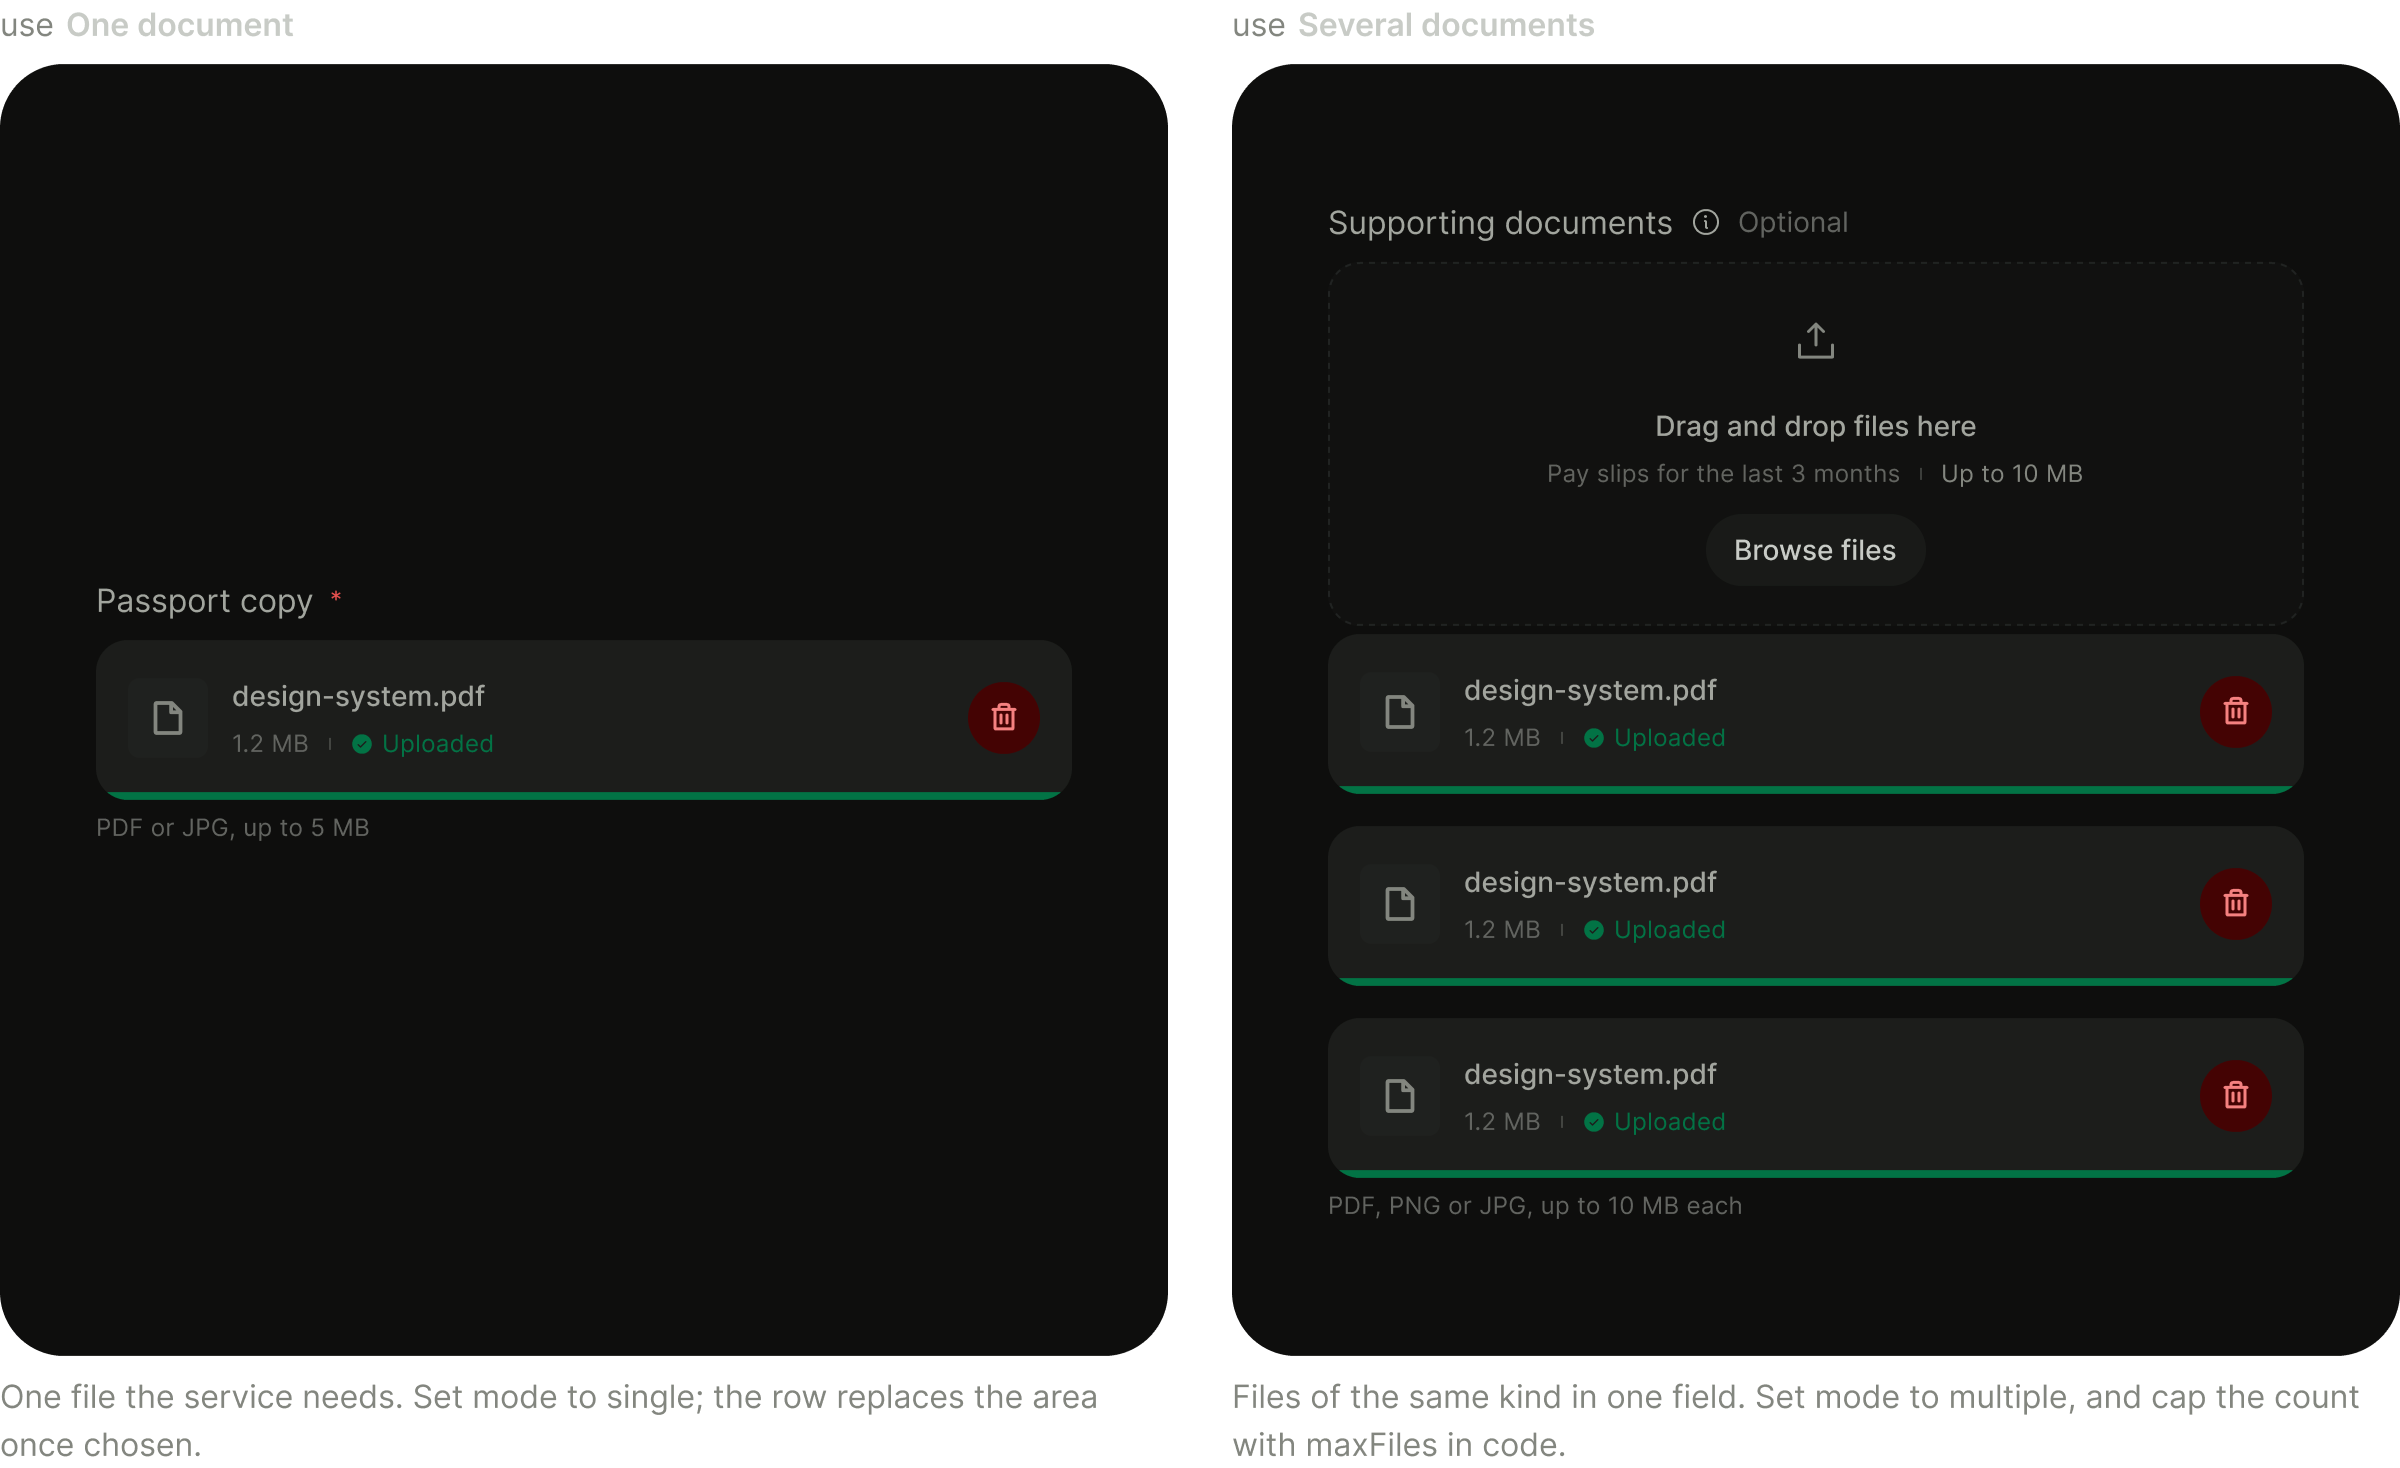 use One document
Passport copy *
design-system.pdf
1.2 MB Uploaded
PDF or JPG, up to 5 MB
One file the service needs. Set mode to single; the row replaces the area
once chosen.
use Several documents
Supporting documents Optional
Drag and drop files here
Pay slips for the last 3 months Up to 10 MB
Browse files
design-system.pdf
1.2 MB Uploaded
design-system.pdf
1.2 MB Uploaded
design-system.pdf
1.2 MB Uploaded
PDF, PNG or JPG, up to 10 MB each
Files of the same kind in one field. Set mode to multiple, and cap the count
with maxFiles in code.